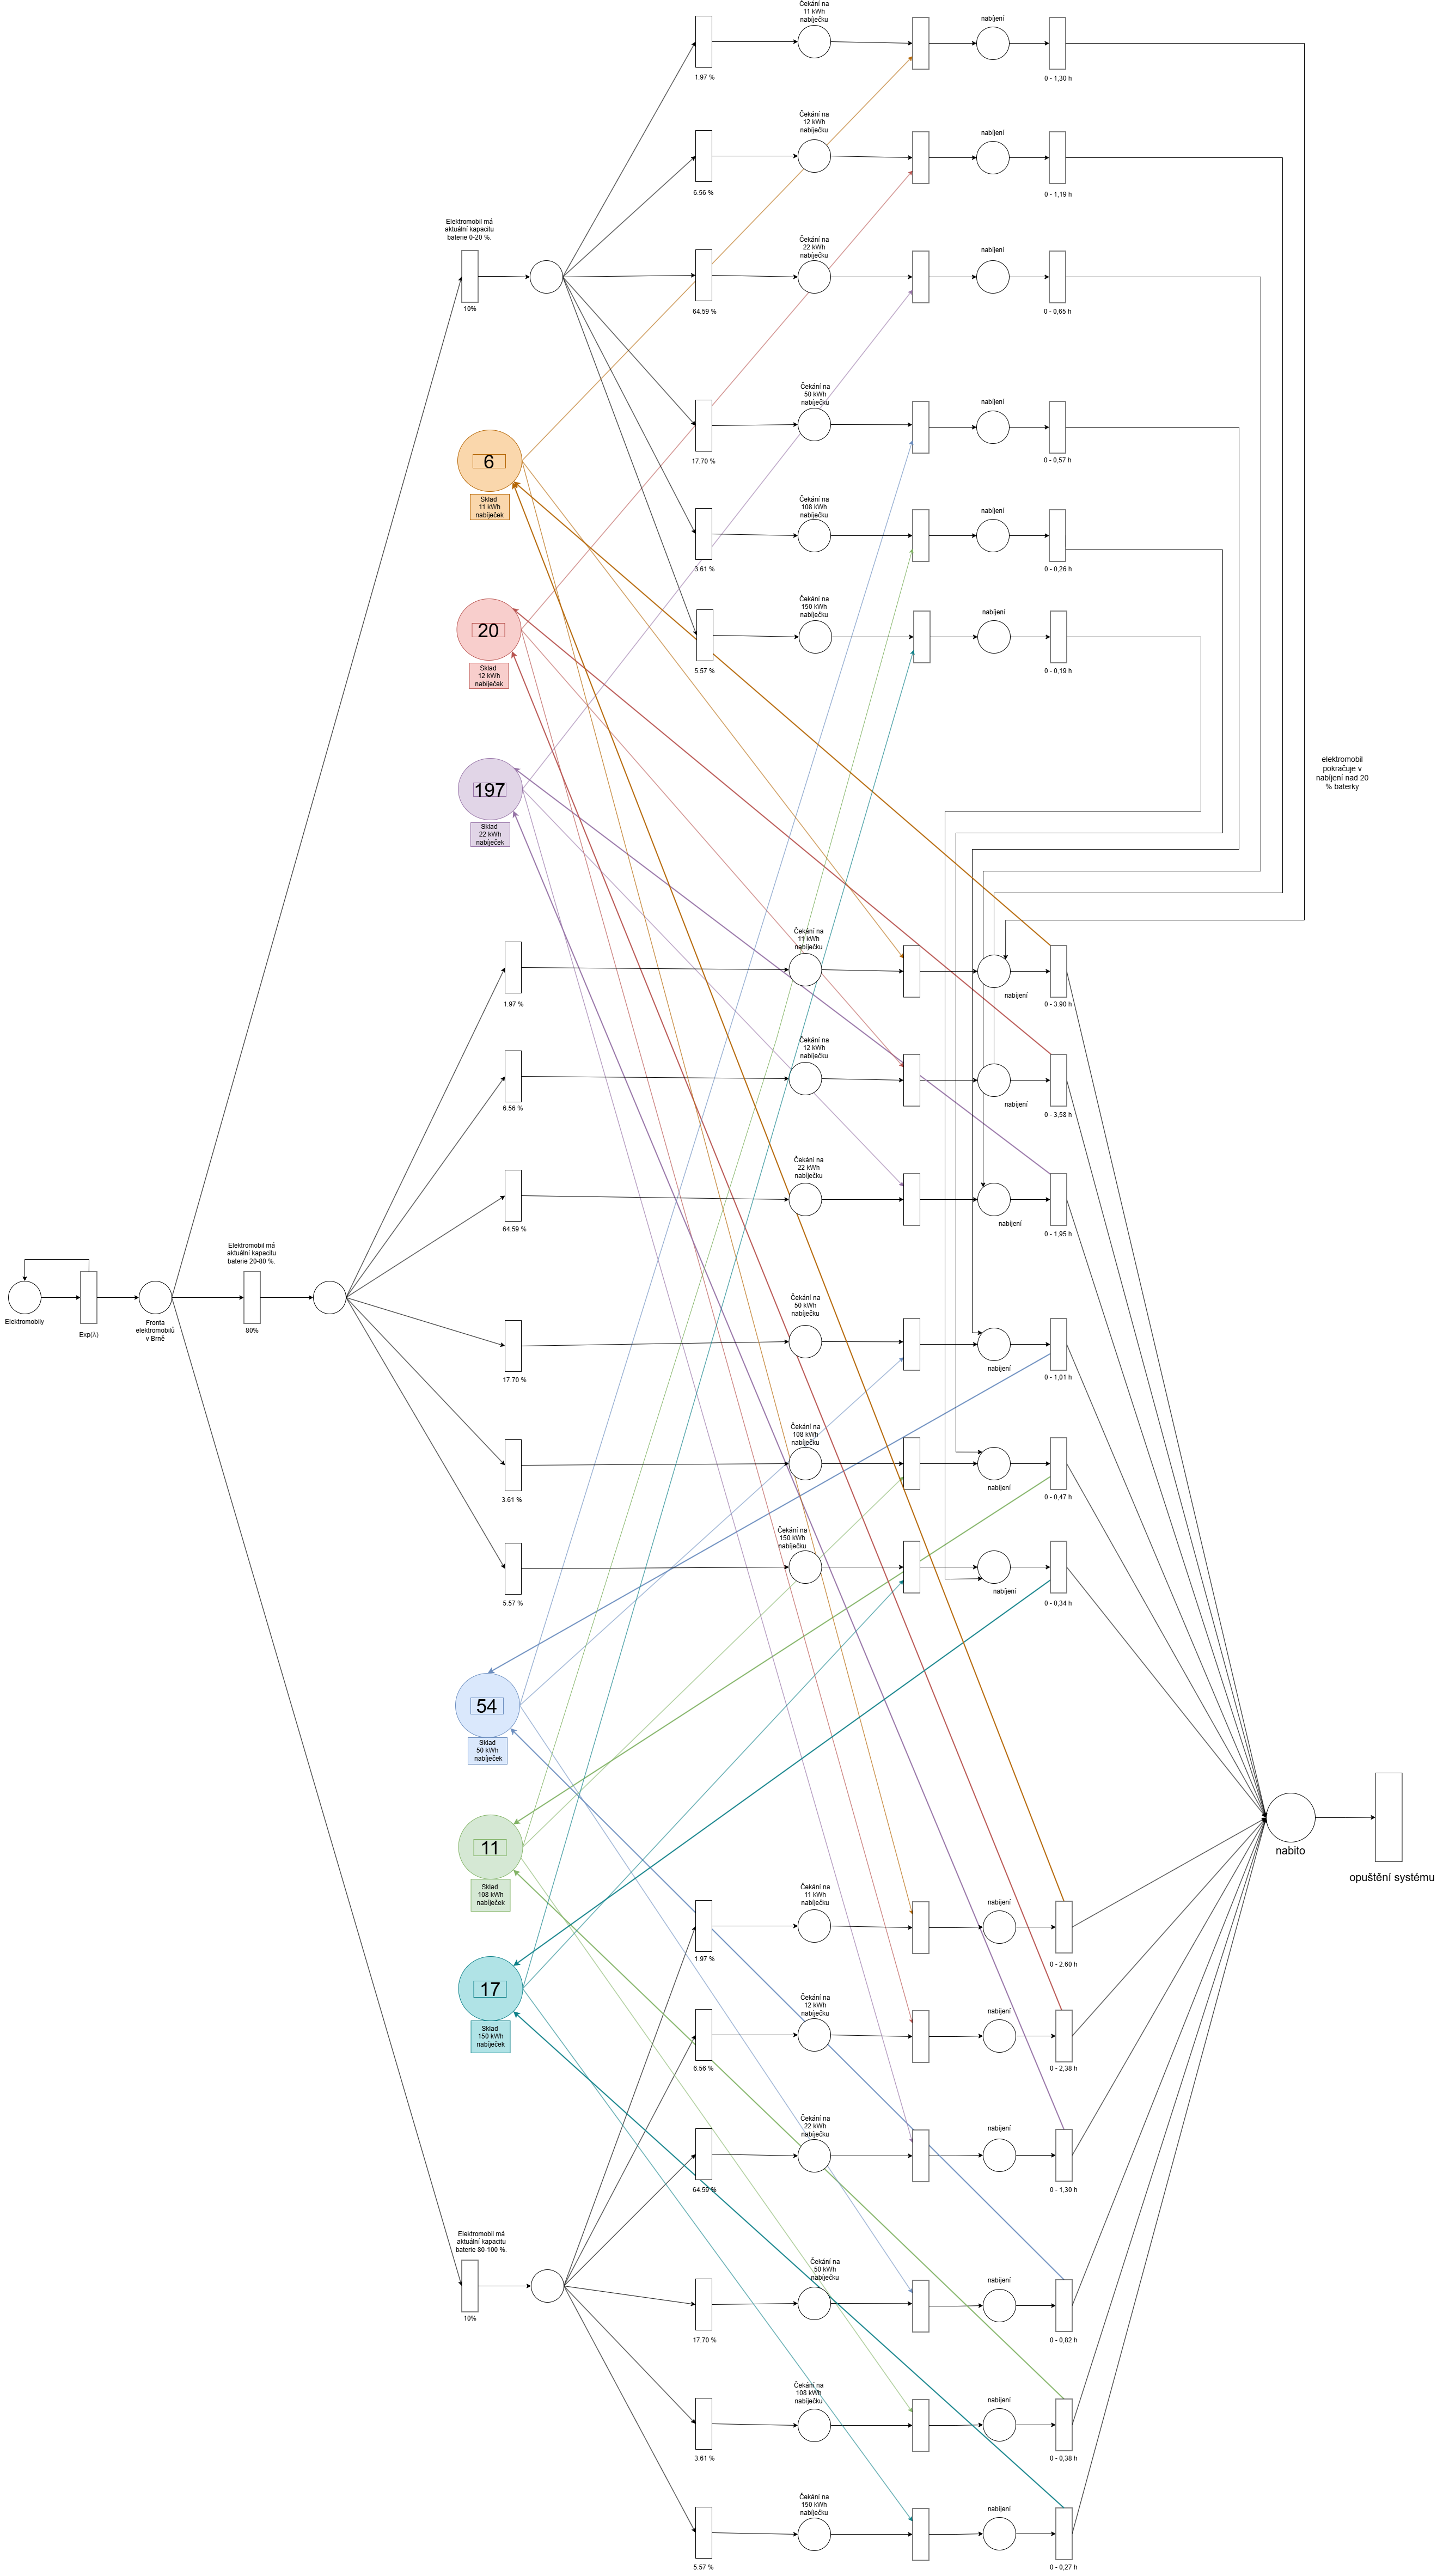 Čekání na
11 kWh
nabíječku
nabíjení
1.97 %
0 - 1,30 h
Čekání na
12 kWh
nabíječku
nabíjení
6.56 %
0 - 1,19 h
Elektromobil má
aktuální kapacitu
baterie 0-20 %.
10%
Čekání na
22 kWh
nabíječku
nabíjení
64.59 %
0 - 0,65 h
Čekání na
50 kWh
nabíječku
nabíjení
17.70 %
0 - 0,57 h
6
Sklad
11 kWh
nabíječek
Čekání na
108 kWh
nabíječku
nabíjení
3.61 %
0 - 0,26 h
20
Sklad
12 kWh
nabíječek
Čekání na
150 kWh
nabíječku
nabíjení
5.57 %
0 - 0,19 h
197
Sklad
22 kWh
nabíječek
elektromobil
pokračuje v
nabíjení nad 20
% baterky
Čekání na
11 kWh
nabíječku
nabíjení
1.97 %
0 - 3.90 h
Čekání na
12 kWh
nabíječku
nabíjení
6.56 %
0 - 3,58 h
Čekání na
22 kWh
nabíječku
nabíjení
64.59 %
0 - 1,95 h
Elektromobily
Exp(λ)
Fronta
elektromobilů
v Brně
Elektromobil má
aktuální kapacitu
baterie 20-80 %.
80%
Čekání na
50 kWh
nabíječku
nabíjení
17.70 %
0 - 1,01 h
Čekání na
108 kWh
nabíječku
nabíjení
3.61 %
0 - 0,47 h
Čekání na
150 kWh
nabíječku
nabíjení
5.57 %
0 - 0,34 h
54
Sklad
50 kWh
nabíječek
11
Sklad
108 kWh
nabíječek
17
Sklad
150 kWh
nabíječek
nabito
opuštění systému
Čekání na
11 kWh
nabíječku
nabíjení
1.97 %
0 - 2.60 h
Čekání na
12 kWh
nabíječku
nabíjení
6.56 %
0 - 2,38 h
Čekání na
22 kWh
nabíječku
nabíjení
64.59 %
0 - 1,30 h
Elektromobil má
aktuální kapacitu
baterie 80-100 %.
10%
Čekání na
50 kWh
nabíječku
nabíjení
17.70 %
0 - 0,82 h
Čekání na
108 kWh
nabíječku
nabíjení
3.61 %
0 - 0,38 h
Čekání na
150 kWh
nabíječku
nabíjení
5.57 %
0 - 0,27 h